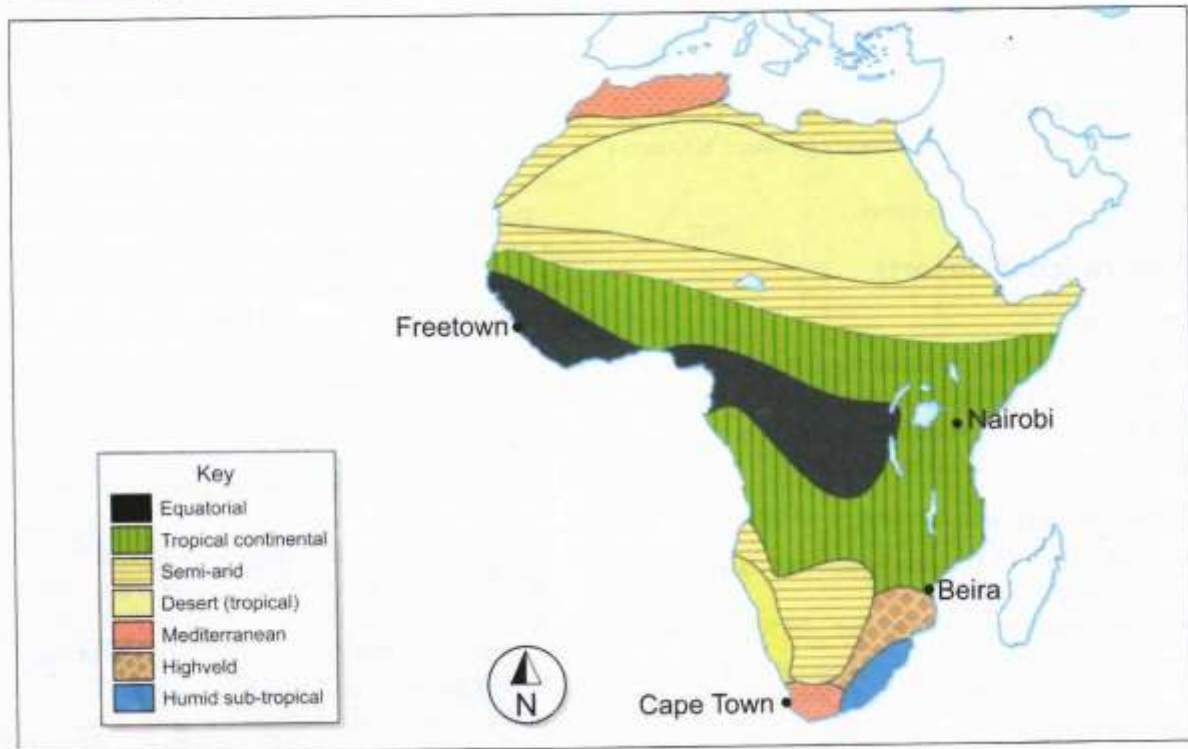 Freetown
Nairobi
Beira
Cape Town
Key
Equatorial
Tropical continental
Semi-arid
Desert (tropical)
Mediterranean
Highveld
Humid sub-tropical
N